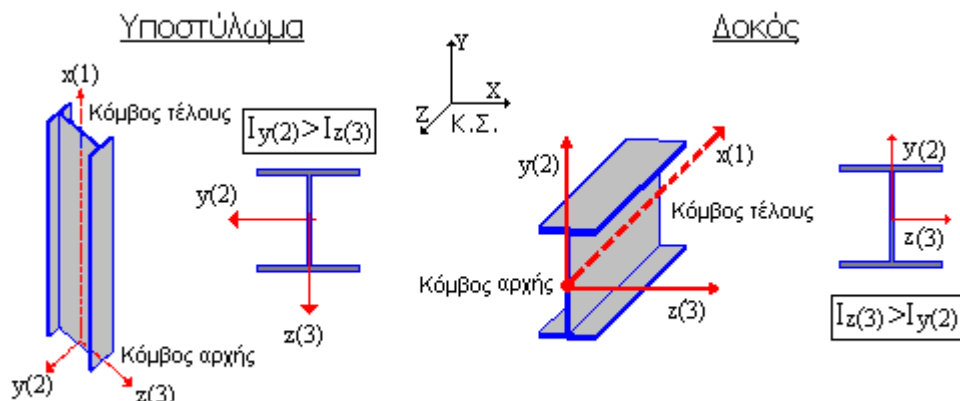 Υποστύλωμα
x(1)
Κόμβος τέλους
Iy(2)>Iz(3)
y(2)
z(3)
Κόμβος αρχής
y(2)
z(3)
Y
X
Z
Κ.Σ.
Δοκός
y(2)
x(1)
Κόμβος τέλους
Κόμβος αρχής
z(3)
y(2)
z(3)
Iz(3)>Iy(2)